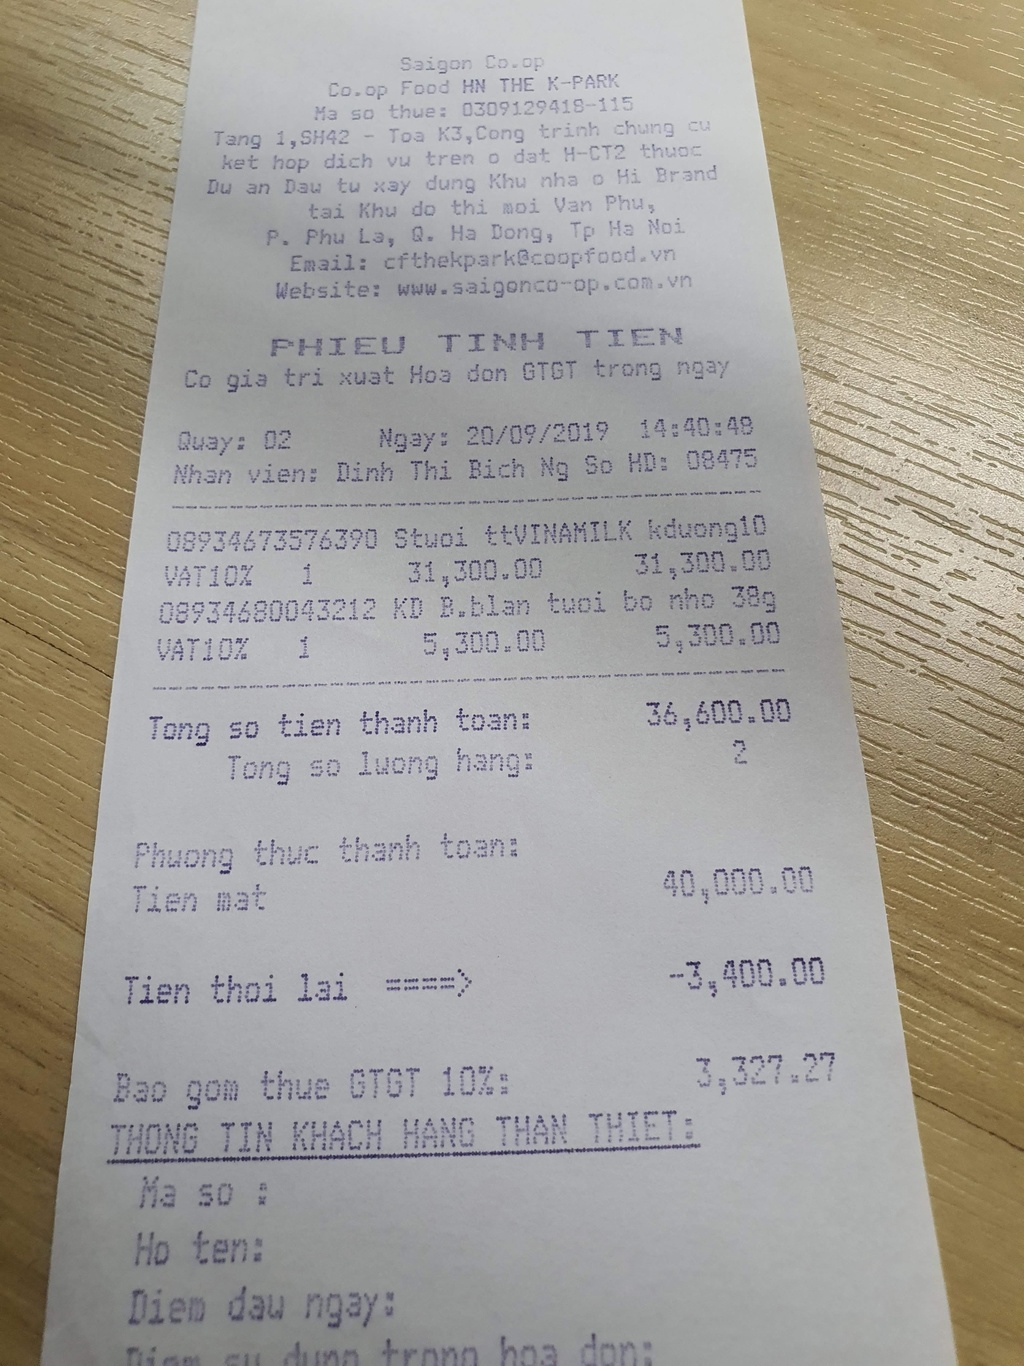 Saigon Co.op
Co.op Food HN THE K-PARK
Ma so thue: 0309129418-115
Tang 1,SH42 - Toa K3,Cong trinh chung cu
ket hop dich vu tren o dat H-CT2 thuoc
Du an Dau tu xay dung Khu nha o Hi Brand
tai Khu do thi moi Van Phu,
P. Phu La, Q. Ha Dong, Tp Ha Noi
Email: cfthekpark@coopfood.vn
Website: www.saigonco-op.com.vn
PHIEU TINH TIEN
Co gia tri xuat Hoa don GTGT trong ngay
Quay: 02 Ngay: 20/09/2019 14:40:48
Nhan vien: Dinh Thi Bich Ng So HD: 08475
08934673576390 Stuoi ttVINAMILK kduong10
VAT10% 1 31,300.00 31,300.00
08934680043212 KD B.blan tuoi bo nho 38g
VAT10% 1 5,300.00 5,300.00
Tong so tien thanh toan: 36,600.00
Tong so luong hang: 2
Phuong thuc thanh toan:
Tien mat 40,000.00
Tien thoi lai ====> -3,400.00
Bao gom thue GTGT 10%: 3,327.27
THONG TIN KHACH HANG THAN THIET:
Ma so :
Ho ten:
Diem dau ngay:
Diem su dung trong hoa don: